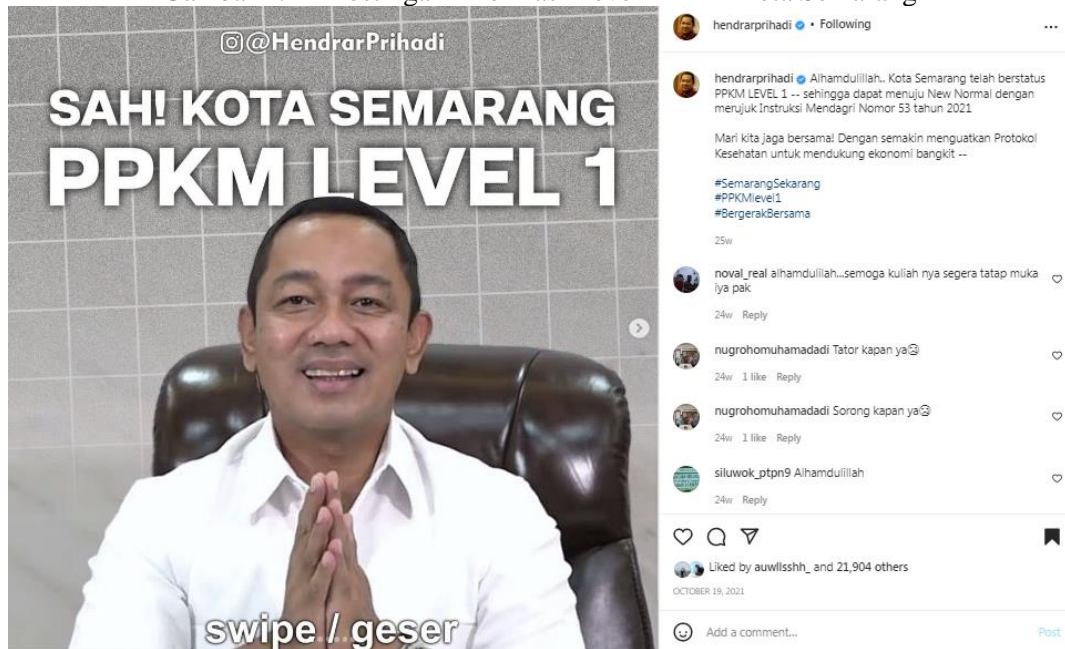 @HendrarPrihadi
SAH! KOTA SEMARANG
PPKM LEVEL 1
swipe / geser
hendrarprihadi • Following
hendrarprihadi Alhamdulillah.. Kota Semarang telah berstatus
PPKM LEVEL 1 -- sehingga dapat menuju New Normal dengan
merujuk Instruksi Mendagri Nomor 53 tahun 2021
Mari kita jaga bersama! Dengan semakin menguatkan Protokol
Kesehatan untuk mendukung ekonomi bangkit --
#SemarangSekarang
#PPKMlevel1
#BergerakBersama
25w
noval_real alhamdulilah...semoga kuliah nya segera tatap muka
iya pak
24w Reply
nugrohomuhamadadi Tator kapan ya😢
24w 1 like Reply
nugrohomuhamadadi Sorong kapan ya😢
24w 1 like Reply
siluwok_ptpn9 Alhamdulillah
24w Reply
Liked by auwllsshh_ and 21,904 others
OCTOBER 19, 2021
Add a comment...
Post